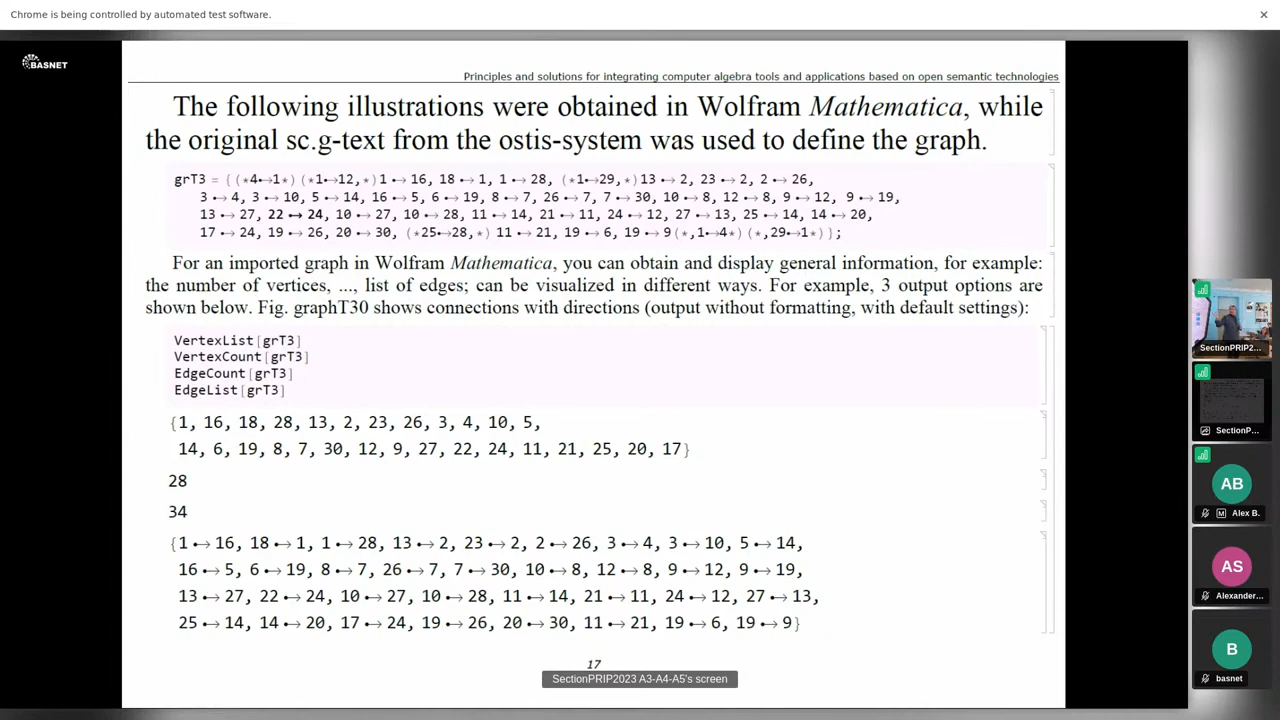 Chrome is being controlled by automated test software.
BASNET
Principles and solutions for integrating computer algebra tools and applications based on open semantic technologies
The following illustrations were obtained in Wolfram Mathematica, while
the original sc.g-text from the ostis-system was used to define the graph.
grT3 = {(*4↔1*)(*1↔12,*)1 ↔ 16, 18 ↔ 1, 1 ↔ 28, (*1↔29,*)13 ↔ 2, 23 ↔ 2, 2 ↔ 26,
3 ↔ 4, 3 ↔ 10, 5 ↔ 14, 16 ↔ 5, 6 ↔ 19, 8 ↔ 7, 26 ↔ 7, 7 ↔ 30, 10 ↔ 8, 12 ↔ 8, 9 ↔ 12, 9 ↔ 19,
13 ↔ 27, 22 ↔ 24, 10 ↔ 27, 10 ↔ 28, 11 ↔ 14, 21 ↔ 11, 24 ↔ 12, 27 ↔ 13, 25 ↔ 14, 14 ↔ 20,
17 ↔ 24, 19 ↔ 26, 20 ↔ 30, (*25↔28,*) 11 ↔ 21, 19 ↔ 6, 19 ↔ 9(*,1↔4*)(*,29↔1*)};
For an imported graph in Wolfram Mathematica, you can obtain and display general information, for example:
the number of vertices, ..., list of edges; can be visualized in different ways. For example, 3 output options are
shown below. Fig. graphT30 shows connections with directions (output without formatting, with default settings):
VertexList[grT3]
VertexCount[grT3]
EdgeCount[grT3]
EdgeList[grT3]
{1, 16, 18, 28, 13, 2, 23, 26, 3, 4, 10, 5,
14, 6, 19, 8, 7, 30, 12, 9, 27, 22, 24, 11, 21, 25, 20, 17}
28
34
{1 ↔ 16, 18 ↔ 1, 1 ↔ 28, 13 ↔ 2, 23 ↔ 2, 2 ↔ 26, 3 ↔ 4, 3 ↔ 10, 5 ↔ 14,
16 ↔ 5, 6 ↔ 19, 8 ↔ 7, 26 ↔ 7, 7 ↔ 30, 10 ↔ 8, 12 ↔ 8, 9 ↔ 12, 9 ↔ 19,
13 ↔ 27, 22 ↔ 24, 10 ↔ 27, 10 ↔ 28, 11 ↔ 14, 21 ↔ 11, 24 ↔ 12, 27 ↔ 13,
25 ↔ 14, 14 ↔ 20, 17 ↔ 24, 19 ↔ 26, 20 ↔ 30, 11 ↔ 21, 19 ↔ 6, 19 ↔ 9}
17
SectionPRIP2023 A3-A4-A5's screen
SectionPRIP2...
SectionP...
AB
M Alex B.
AS
Alexander...
B
basnet